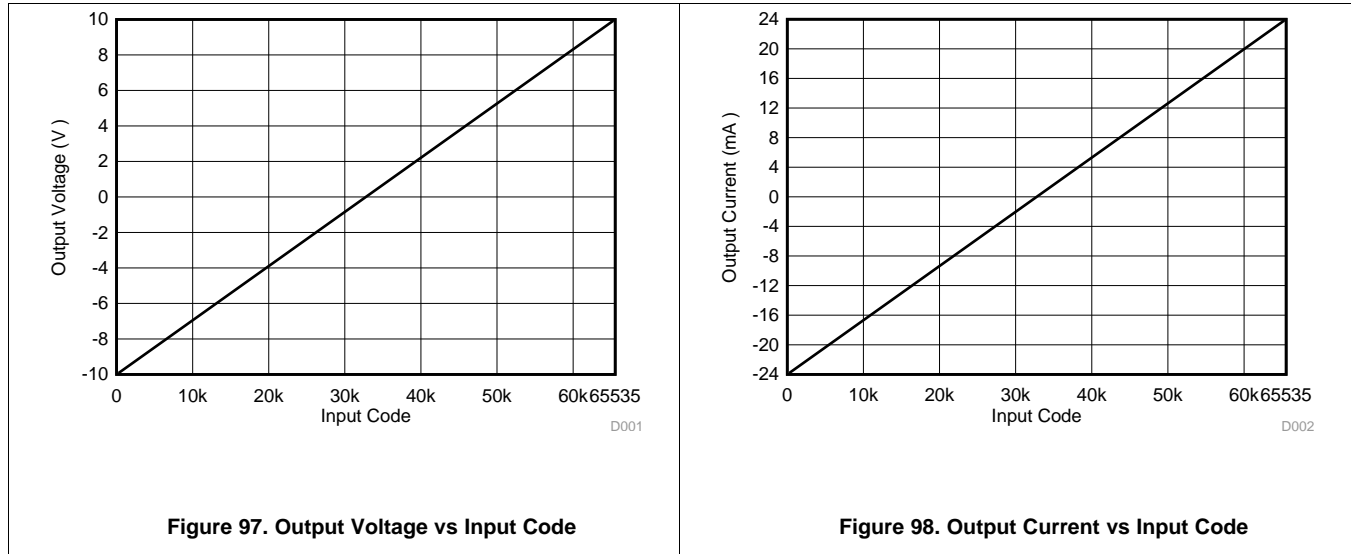 10
8
6
4
2
0
-2
-4
-6
-8
-10
Output Voltage (V )
0 10k 20k 30k 40k 50k 60k65535
Input Code
D001
Figure 97. Output Voltage vs Input Code
24
20
16
12
8
4
0
-4
-8
-12
-16
-20
-24
Output Current (mA )
0 10k 20k 30k 40k 50k 60k65535
Input Code
D002
Figure 98. Output Current vs Input Code